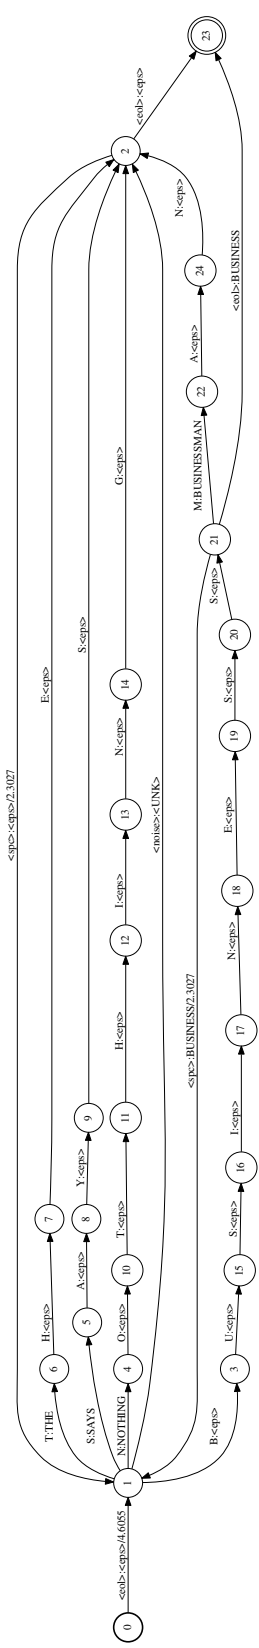 0
<eol>:<eps>/4.6055
1
<spc>:<eps>/2.3027
T:THE
6
H:<eps>
7
E:<eps>
S:SAYS
5
A:<eps>
8
Y:<eps>
9
S:<eps>
N:NOTHING
4
O:<eps>
10
T:<eps>
11
H:<eps>
12
I:<eps>
13
N:<eps>
14
G:<eps>
<noise>:<UNK>
2
<eol>:<eps>
<spc>:BUSINESS/2.3027
B:<eps>
3
U:<eps>
15
S:<eps>
16
I:<eps>
17
N:<eps>
18
E:<eps>
19
S:<eps>
20
S:<eps>
21
M:BUSINESSMAN
22
A:<eps>
24
N:<eps>
<eol>:BUSINESS
23